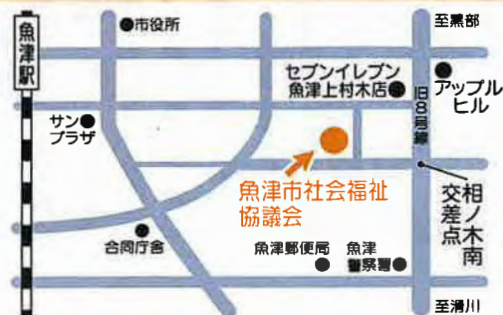 魚津駅
●市役所
至黒部
セブンイレブン
魚津上村木店
アップル
ヒル
旧8号線
サン
プラザ
魚津市社会福祉
協議会
相ノ木南
交差点
合同庁舎
魚津郵便局
魚津
警察署
至滑川